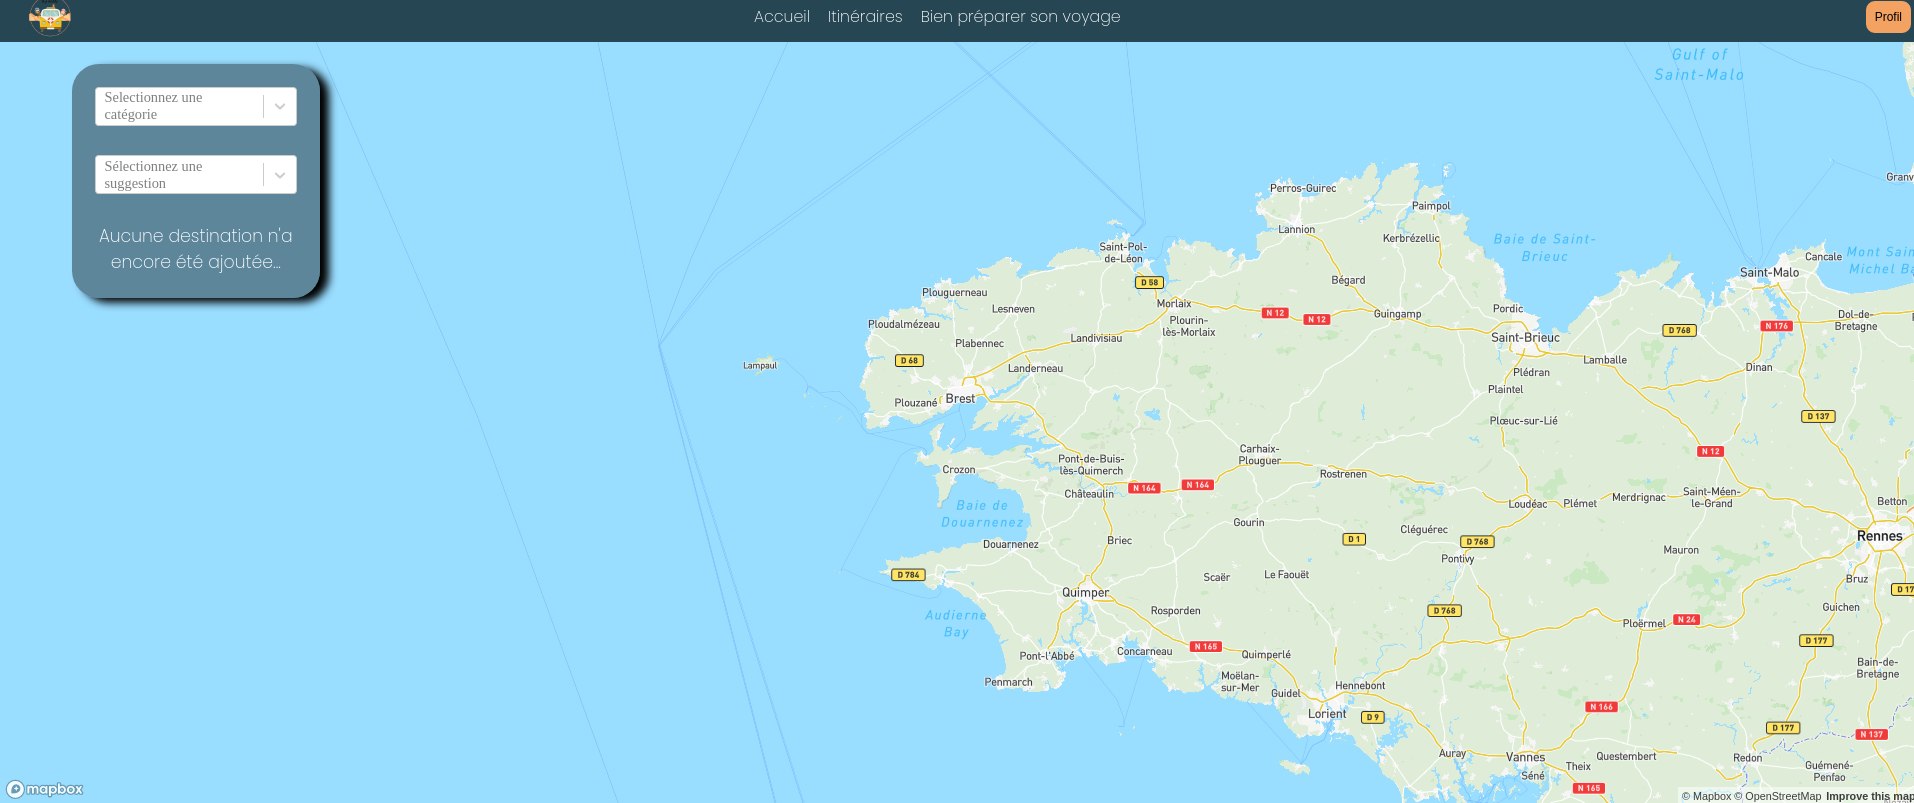 Accueil Itinéraires Bien préparer son voyage
Profil
Selectionnez une
catégorie
Sélectionnez une
suggestion
Aucune destination n'a
encore été ajoutée...
Gulf of
Saint-Malo
Perros-Guirec
Paimpol
Lannion
Kerbrézellic
Baie de Saint-
Brieuc
Saint-Pol-
de-Léon
Cancale
Saint-Malo
D 58
Bégard
Plouguerneau
Morlaix
Lesneven
Pordic
N 12
N 12
Guingamp
Plourin-
lès-Morlaix
Ploudalmézeau
Dol-de-
Bretagne
N 176
D 768
Saint-Brieuc
Landivisiau
Plabennec
Lamballe
D 68
Lampaul
Landerneau
Dinan
Plédran
Plaintel
Plouzané
Brest
D 137
Plœuc-sur-Lié
Carhaix-
Plouguer
N 12
Pont-de-Buis-
lès-Quimerch
Crozon
Rostrenen
N 164
N 164
Châteaulin
Saint-Méen-
le-Grand
Merdrignac
Loudéac
Plémet
Betton
Baie de
Douarnenez
Gourin
Cléguérec
Rennes
Briec
D 1
D 768
Douarnenez
Mauron
Pontivy
D 784
Scaër
Le Faouët
Bruz
Quimper
Guichen
Rosporden
D 768
Audierne
Bay
Ploërmel
N 24
D 177
N 165
Concarneau
Pont-l'Abbé
Quimperlé
Bain-de-
Bretagne
Penmarch
Moëlan-
sur-Mer
Hennebont
Guidel
N 166
Lorient
D 9
D 177
N 137
Auray
Vannes
Questembert
Redon
Theix
Séné
Guémené-
Penfao
N 165
mapbox
© Mapbox © OpenStreetMap Improve this map